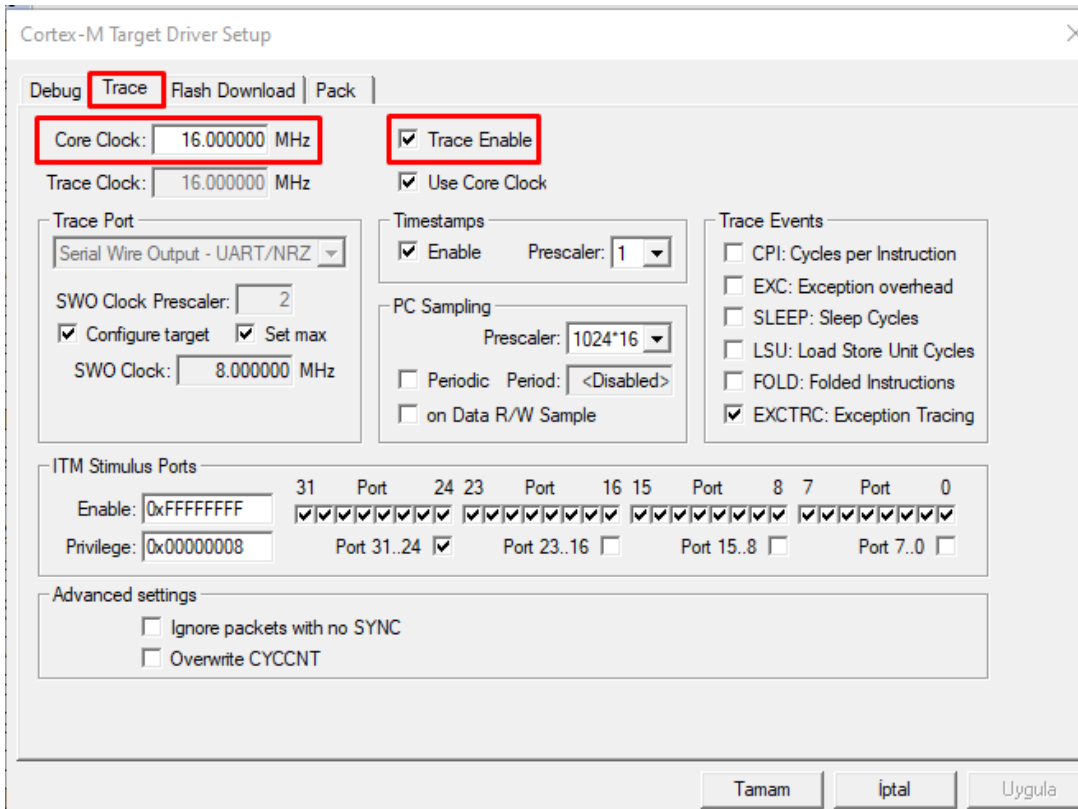 Cortex-M Target Driver Setup
Debug Trace Flash Download Pack
Core Clock: 16.000000 MHz Trace Enable
Trace Clock: 16.000000 MHz Use Core Clock
Trace Port
Serial Wire Output - UART/NRZ
SWO Clock Prescaler: 2
Configure target Set max
SWO Clock: 8.000000 MHz
Timestamps
Enable Prescaler: 1
PC Sampling
Prescaler: 1024*16
Periodic Period: <Disabled>
on Data R/W Sample
Trace Events
CPI: Cycles per Instruction
EXC: Exception overhead
SLEEP: Sleep Cycles
LSU: Load Store Unit Cycles
FOLD: Folded Instructions
EXCTRC: Exception Tracing
ITM Stimulus Ports
31 Port 24 23 Port 16 15 Port 8 7 Port 0
Enable: 0xFFFFFFFF
Privilege: 0x00000008 Port 31..24 Port 23..16 Port 15..8 Port 7..0
Advanced settings
Ignore packets with no SYNC
Overwrite CYCCNT
Tamam İptal Uygula